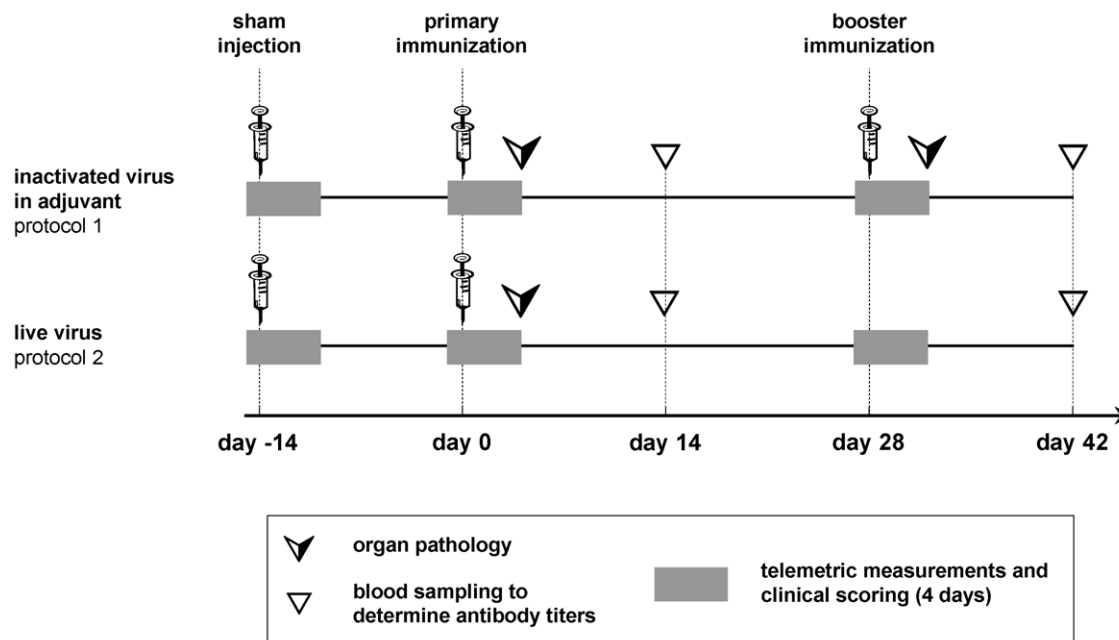 sham
injection
primary
immunization
booster
immunization
inactivated virus
in adjuvant
protocol 1
live virus
protocol 2
day -14
day 0
day 14
day 28
day 42
organ pathology
blood sampling to
determine antibody titers
telemetric measurements and
clinical scoring (4 days)